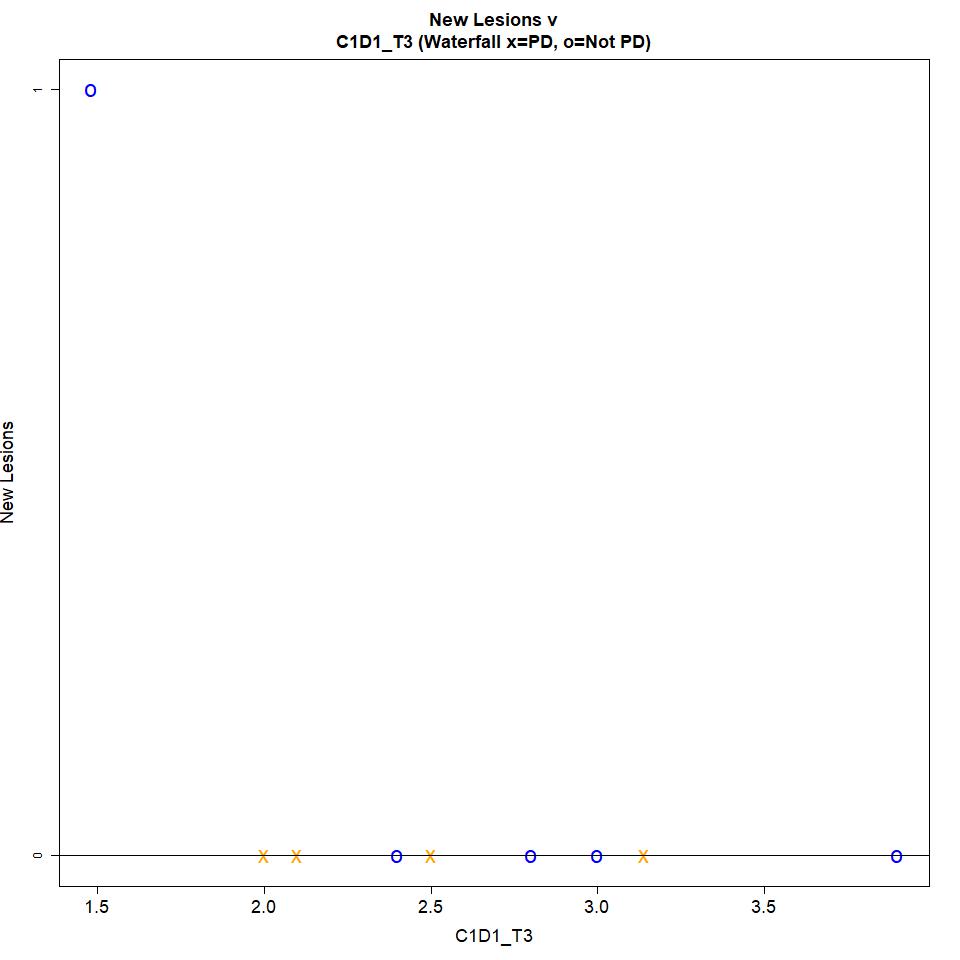 New Lesions v
C1D1_T3 (Waterfall x=PD, o=Not PD)
1
o
New Lesions
0
x x o x o o x o
1.5 2.0 2.5 3.0 3.5
C1D1_T3